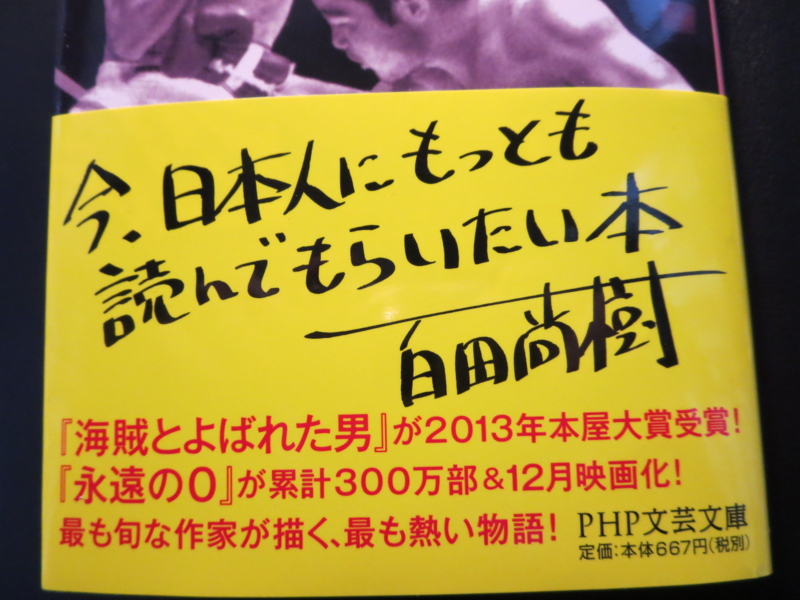 今、日本人にもっとも
読んでもらいたい本
百田尚樹
『海賊とよばれた男』が2013年本屋大賞受賞!
『永遠の0』が累計300万部&12月映画化!
最も旬な作家が描く、最も熱い物語!
PHP文芸文庫
定価:本体667円(税別)